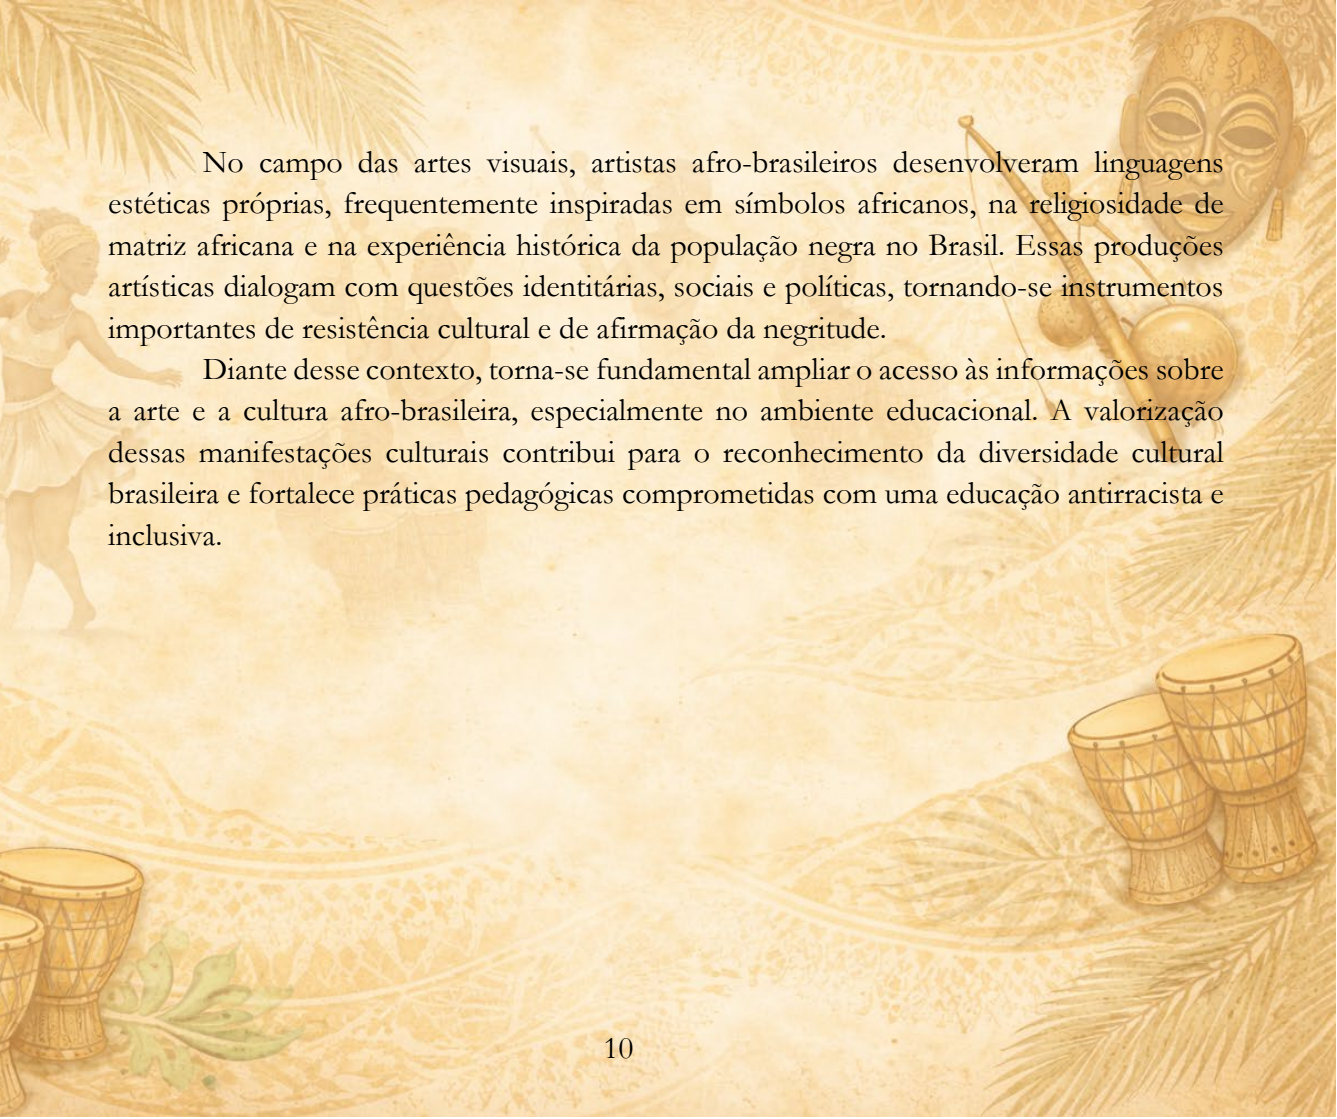 No campo das artes visuais, artistas afro-brasileiros desenvolveram linguagens
estéticas próprias, frequentemente inspiradas em símbolos africanos, na religiosidade de
matriz africana e na experiência histórica da população negra no Brasil. Essas produções
artísticas dialogam com questões identitárias, sociais e políticas, tornando-se instrumentos
importantes de resistência cultural e de afirmação da negritude.
Diante desse contexto, torna-se fundamental ampliar o acesso às informações sobre
a arte e a cultura afro-brasileira, especialmente no ambiente educacional. A valorização
dessas manifestações culturais contribui para o reconhecimento da diversidade cultural
brasileira e fortalece práticas pedagógicas comprometidas com uma educação antirracista e
inclusiva.
10